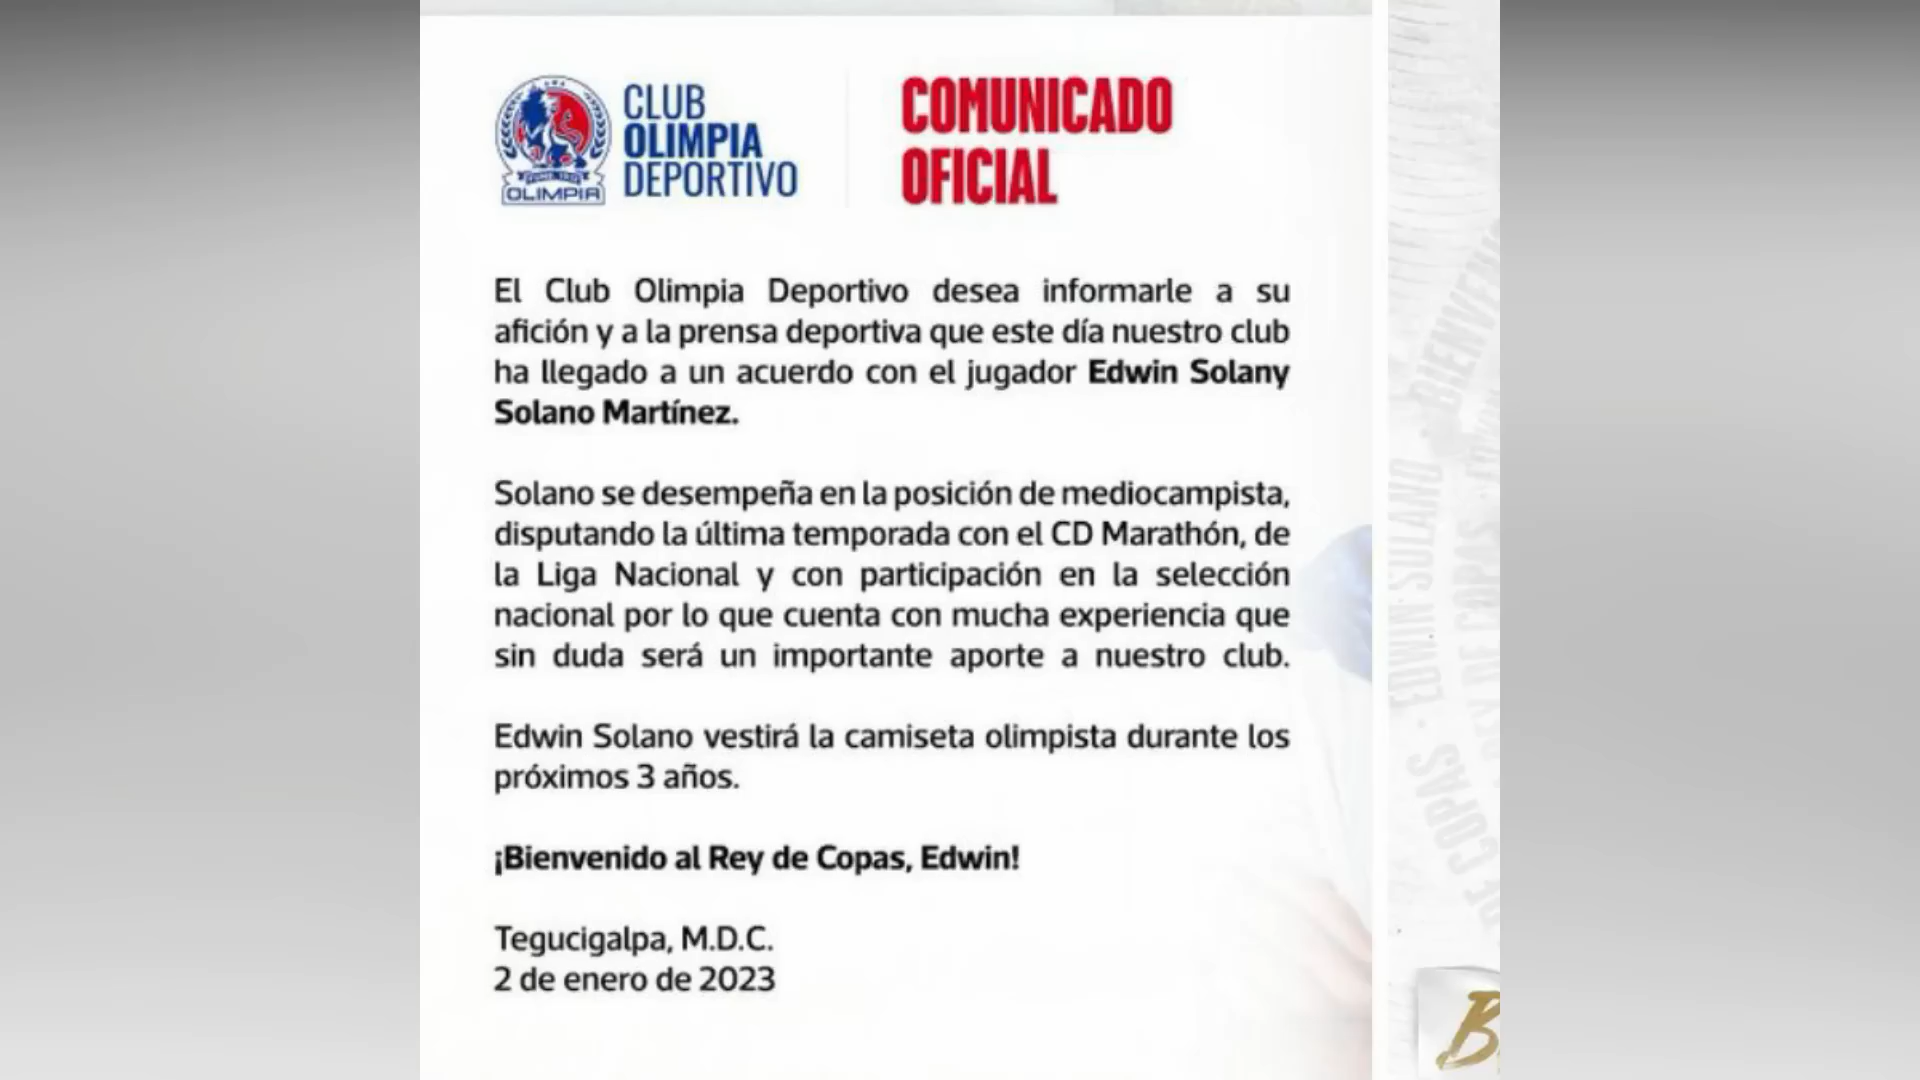 CLUB
OLIMPIA
DEPORTIVO
OLIMPIA
COMUNICADO
OFICIAL
El Club Olimpia Deportivo desea informarle a su
afición y a la prensa deportiva que este día nuestro club
ha llegado a un acuerdo con el jugador Edwin Solany
Solano Martínez.
Solano se desempeña en la posición de mediocampista,
disputando la última temporada con el CD Marathón, de
la Liga Nacional y con participación en la selección
nacional por lo que cuenta con mucha experiencia que
sin duda será un importante aporte a nuestro club.
Edwin Solano vestirá la camiseta olimpista durante los
próximos 3 años.
¡Bienvenido al Rey de Copas, Edwin!
Tegucigalpa, M.D.C.
2 de enero de 2023
EDWIN SOLANO
DE COPAS